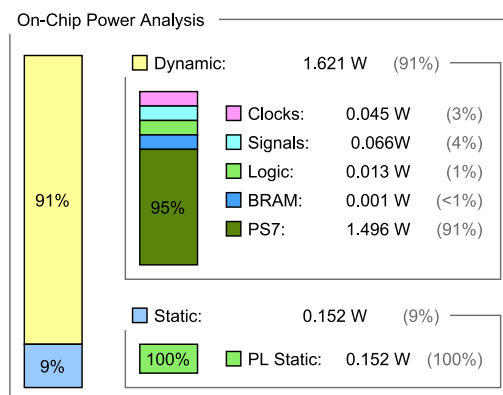 On-Chip Power Analysis
Dynamic: 1.621 W (91%)
Clocks: 0.045 W (3%)
Signals: 0.066W (4%)
Logic: 0.013 W (1%)
BRAM: 0.001 W (<1%)
PS7: 1.496 W (91%)
91%
95%
Static: 0.152 W (9%)
9%
100%
PL Static: 0.152 W (100%)